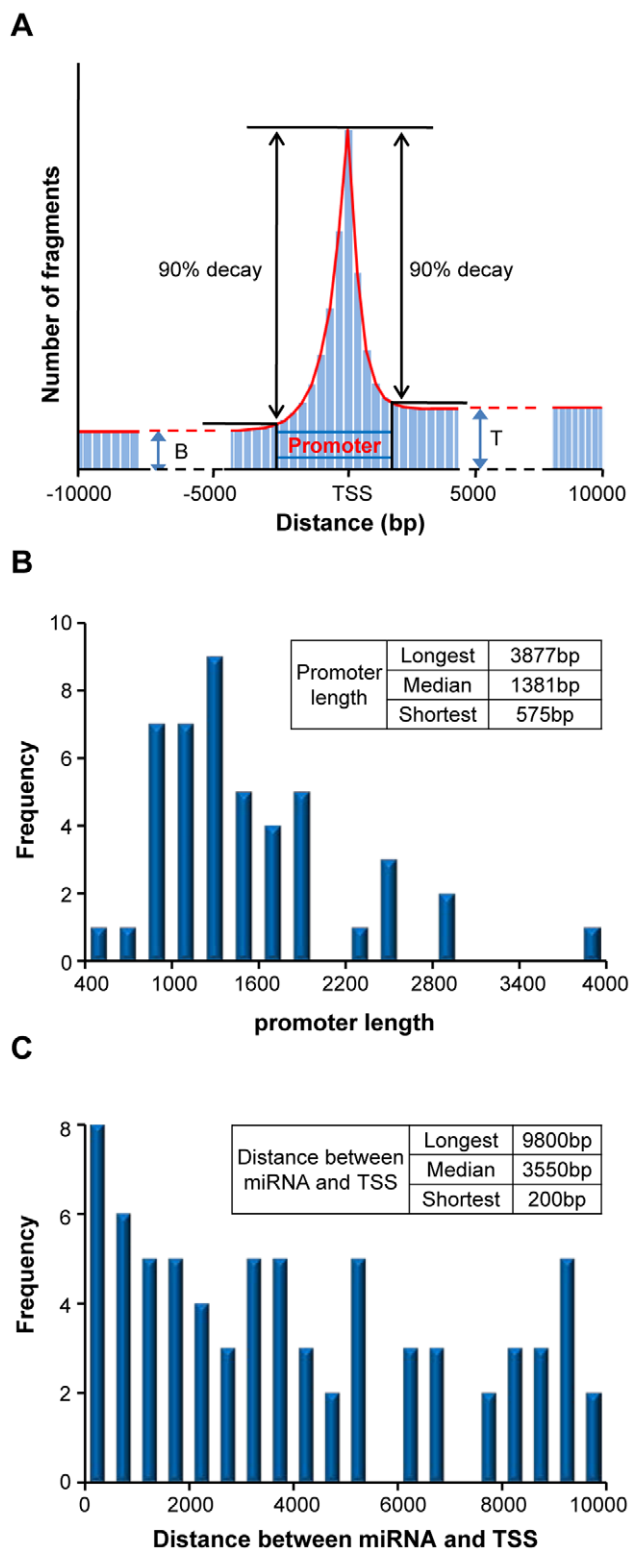 A
Number of fragments
90% decay
90% decay
B
Promoter
T
-10000
-5000
TSS
5000
10000
Distance (bp)
B
Frequency
10
8
6
4
2
0
Promoter length
Longest 3877bp
Median 1381bp
Shortest 575bp
400 1000 1600 2200 2800 3400 4000
promoter length
C
Frequency
8
6
4
2
0
Distance between miRNA and TSS
Longest 9800bp
Median 3550bp
Shortest 200bp
0 2000 4000 6000 8000 10000
Distance between miRNA and TSS